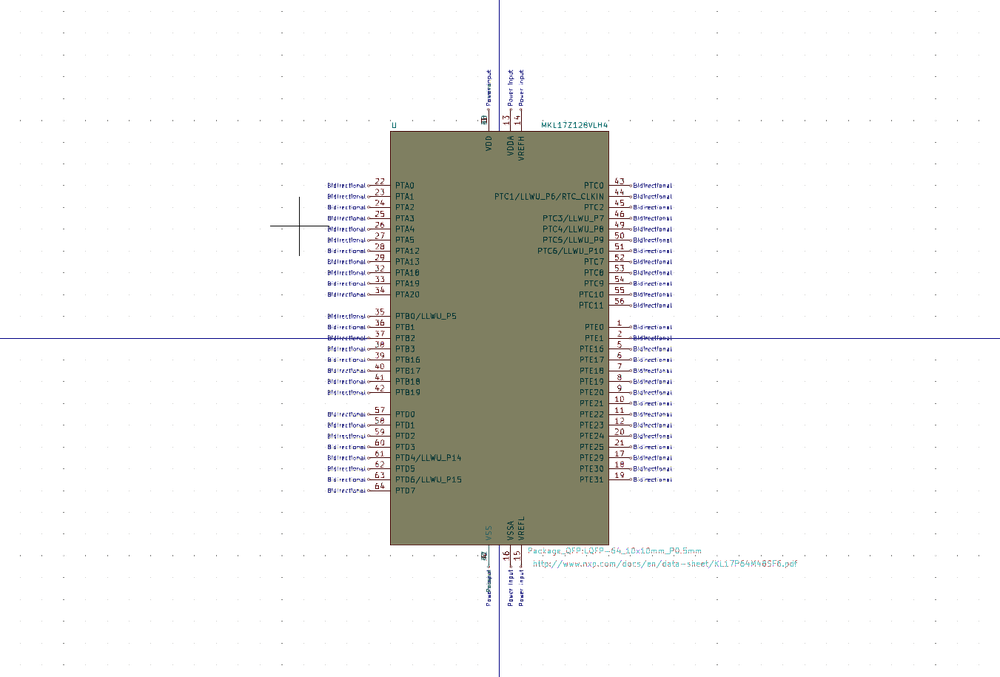 Power input Power input
U MKL17Z128VLH4
13 14
VDD VDDA VREFH
Bidirectional 22 PTA0 PTC0 43 Bidirectional
Bidirectional 23 PTA1 PTC1/LLWU_P6/RTC_CLKIN 44 Bidirectional
Bidirectional 24 PTA2 PTC2 45 Bidirectional
Bidirectional 25 PTA3 PTC3/LLWU_P7 46 Bidirectional
Bidirectional 26 PTA4 PTC4/LLWU_P8 49 Bidirectional
Bidirectional 27 PTA5 PTC5/LLWU_P9 50 Bidirectional
Bidirectional 28 PTA12 PTC6/LLWU_P10 51 Bidirectional
Bidirectional 29 PTA13 PTC7 52 Bidirectional
Bidirectional 32 PTA18 PTC8 53 Bidirectional
Bidirectional 33 PTA19 PTC9 54 Bidirectional
Bidirectional 34 PTA20 PTC10 55 Bidirectional
PTC11 56 Bidirectional
Bidirectional 35 PTB0/LLWU_P5
Bidirectional 36 PTB1 PTE0 1 Bidirectional
Bidirectional 37 PTB2 PTE1 2 Bidirectional
Bidirectional 38 PTB3 PTE16 5 Bidirectional
Bidirectional 39 PTB16 PTE17 6 Bidirectional
Bidirectional 40 PTB17 PTE18 7 Bidirectional
Bidirectional 41 PTB18 PTE19 8 Bidirectional
Bidirectional 42 PTB19 PTE20 9 Bidirectional
PTE21 10 Bidirectional
Bidirectional 57 PTD0 PTE22 11 Bidirectional
Bidirectional 58 PTD1 PTE23 12 Bidirectional
Bidirectional 59 PTD2 PTE24 20 Bidirectional
Bidirectional 60 PTD3 PTE25 21 Bidirectional
Bidirectional 61 PTD4/LLWU_P14 PTE29 17 Bidirectional
Bidirectional 62 PTD5 PTE30 18 Bidirectional
Bidirectional 63 PTD6/LLWU_P15 PTE31 19 Bidirectional
Bidirectional 64 PTD7
VSS VSSA VREFL
16 15
Package_QFP:LQFP-64_10x10mm_P0.5mm
http://www.nxp.com/docs/en/data-sheet/KL17P64M48SF6.pdf
Power input Power input